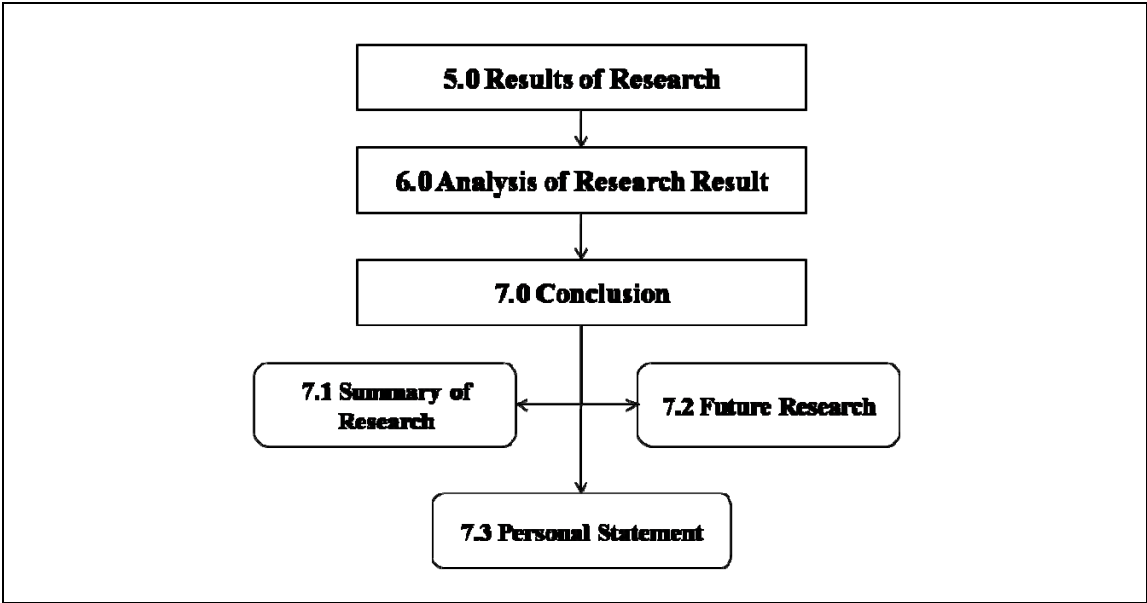 5.0 Results of Research
6.0 Analysis of Research Result
7.0 Conclusion
7.1 Summary of
Research
7.2 Future Research
7.3 Personal Statement